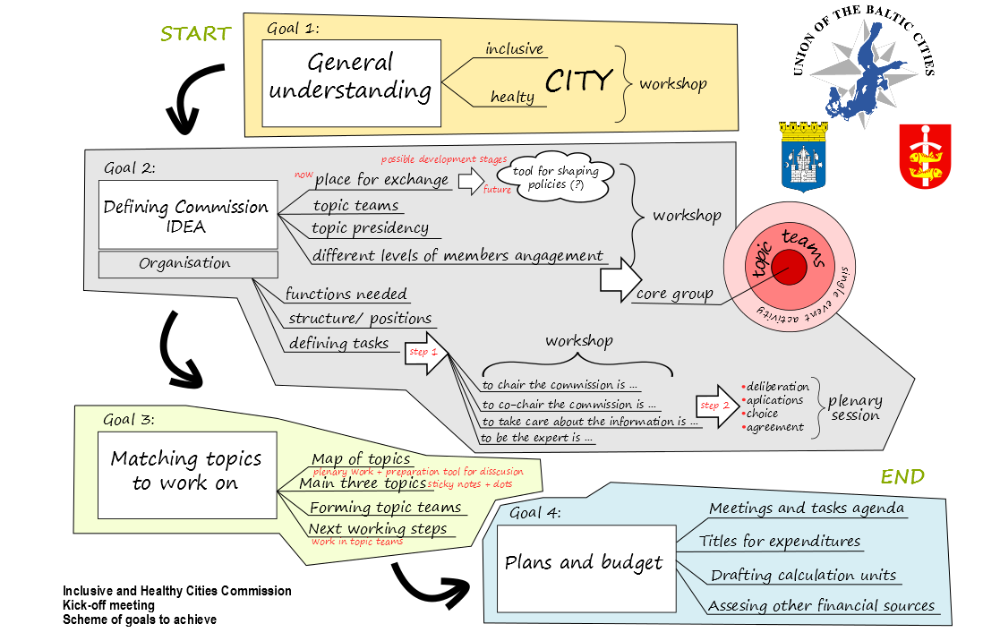 START
Goal 1:
General
understanding
inclusive
healty
CITY
workshop
UNION OF THE BALTIC CITIES
Goal 2:
Defining Commission
IDEA
Organisation
possible development stages
now
place for exchange
future
tool for shaping
policies (?)
topic teams
topic presidency
different levels of members angagement
workshop
core group
topic teams
single event activity
functions needed
structure/ positions
defining tasks
step 1
workshop
to chair the commission is ...
to co-chair the commission is ...
to take care about the information is ...
to be the expert is ...
step 2
•deliberation
•aplications
•choice
•agreement
plenary
session
Goal 3:
Matching topics
to work on
Map of topics
plenary Work + preparation tool for disscusion
Main three topics
sticky notes + dots
Forming topic teams
Next working steps
Work in topic teams
END
Goal 4:
Plans and budget
Meetings and tasks agenda
Titles for expenditures
Drafting calculation units
Assesing other financial sources
Inclusive and Healthy Cities Commission
Kick-off meeting
Scheme of goals to achieve